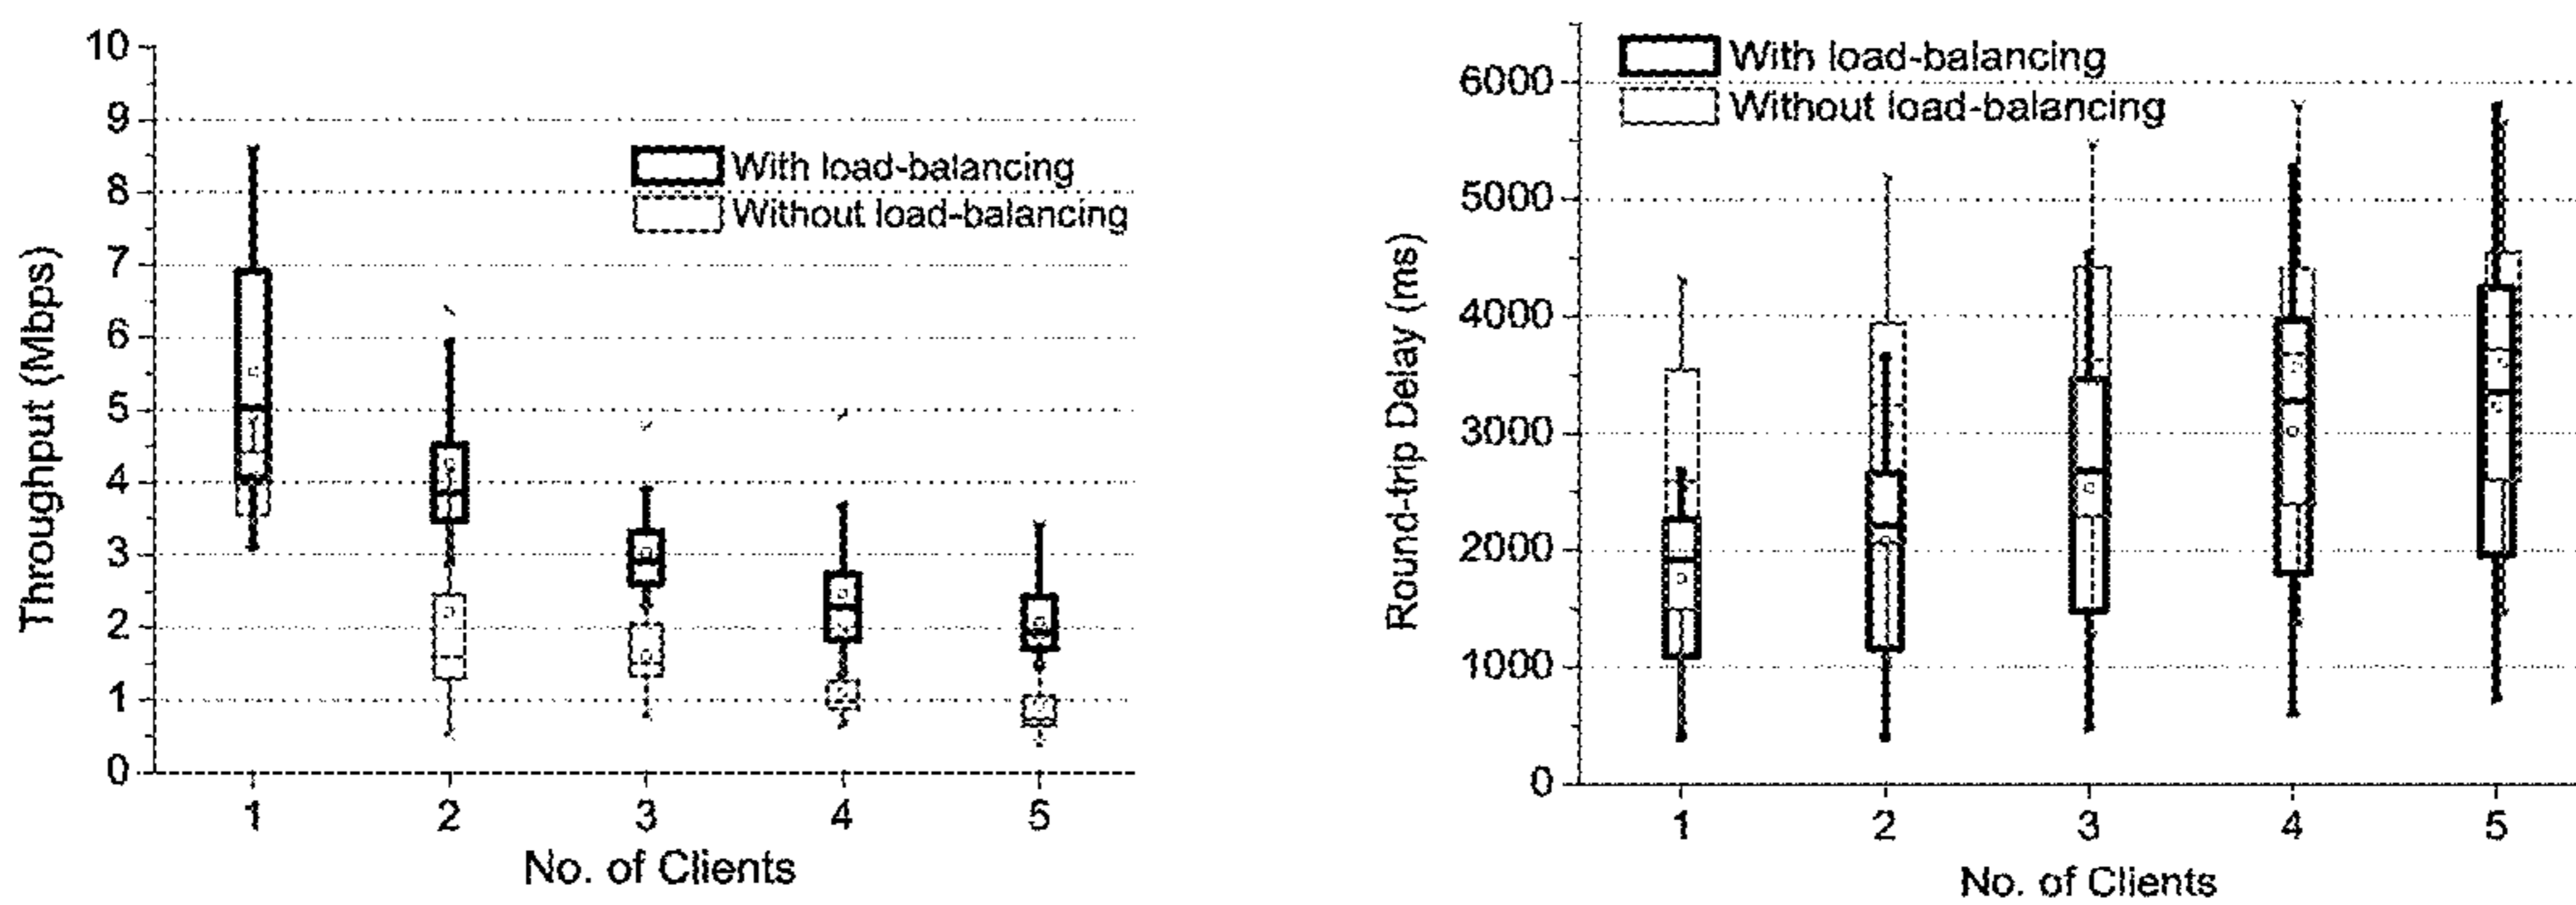 10
9
8
7
6
5
4
3
2
1
0
Throughput (Mbps)
With load-balancing
Without load-balancing
1 2 3 4 5
No. of Clients
6000
5000
4000
3000
2000
1000
0
Round-trip Delay (ms)
With load-balancing
Without load-balancing
1 2 3 4 5
No. of Clients